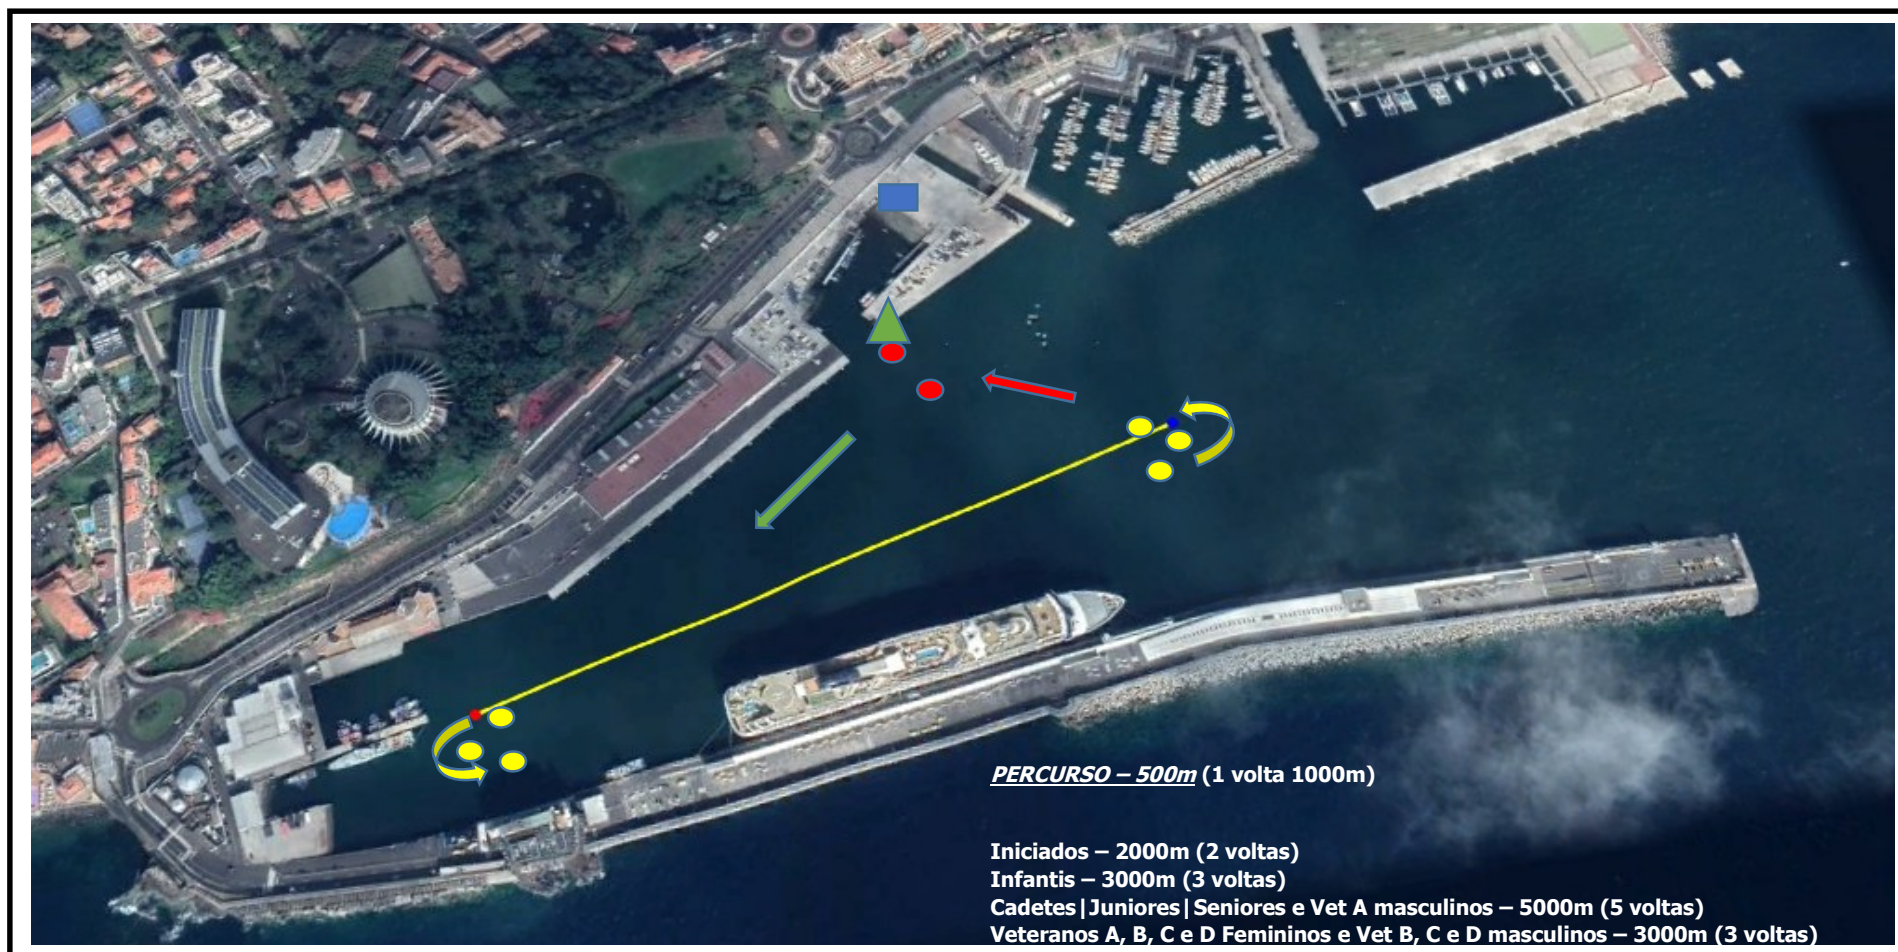 PERCURSO – 500m (1 volta 1000m)
Iniciados – 2000m (2 voltas)
Infantis – 3000m (3 voltas)
Cadetes|Juniores|Seniores e Vet A masculinos – 5000m (5 voltas)
Veteranos A, B, C e D Femininos e Vet B, C e D masculinos – 3000m (3 voltas)